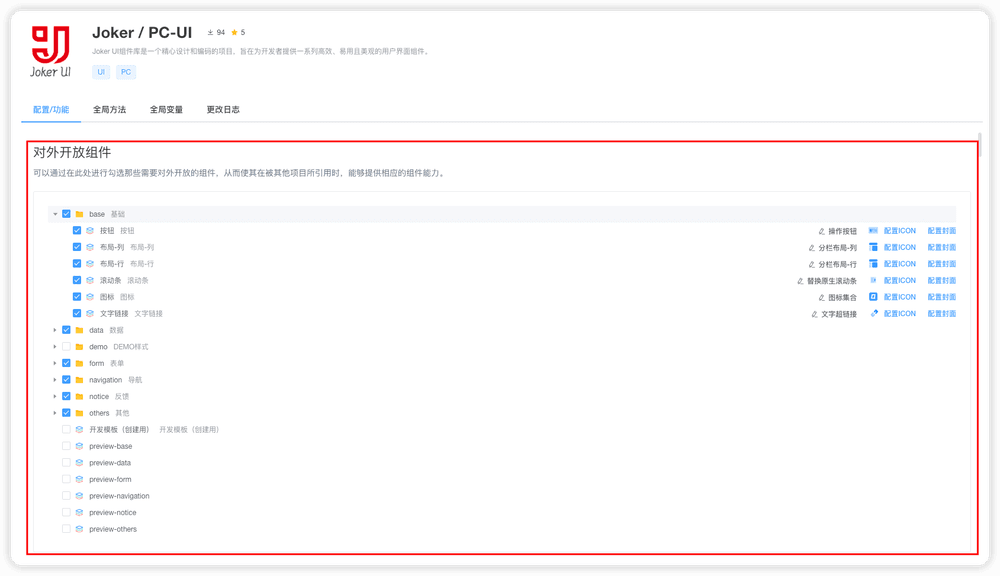 Joker / PC-UI 94 5
Joker UI组件库是一个精心设计和编码的项目，旨在为开发者提供一系列高效、易用且美观的用户界面组件。
Joker UI
UI PC
配置/功能 全局方法 全局变量 更改日志
对外开放组件
可以通过在此处进行勾选那些需要对外开放的组件，从而使其在被其他项目所引用时，能够提供相应的组件能力。
base 基础
按钮 按钮 操作按钮 配置ICON 配置封面
布局-列 布局-列 分栏布局-列 配置ICON 配置封面
布局-行 布局-行 分栏布局-行 配置ICON 配置封面
滚动条 滚动条 替换原生滚动条 配置ICON 配置封面
图标 图标 图标集合 配置ICON 配置封面
文字链接 文字链接 文字超链接 配置ICON 配置封面
data 数据
demo DEMO样式
form 表单
navigation 导航
notice 反馈
others 其他
开发模板（创建用） 开发模板（创建用）
preview-base
preview-data
preview-form
preview-navigation
preview-notice
preview-others